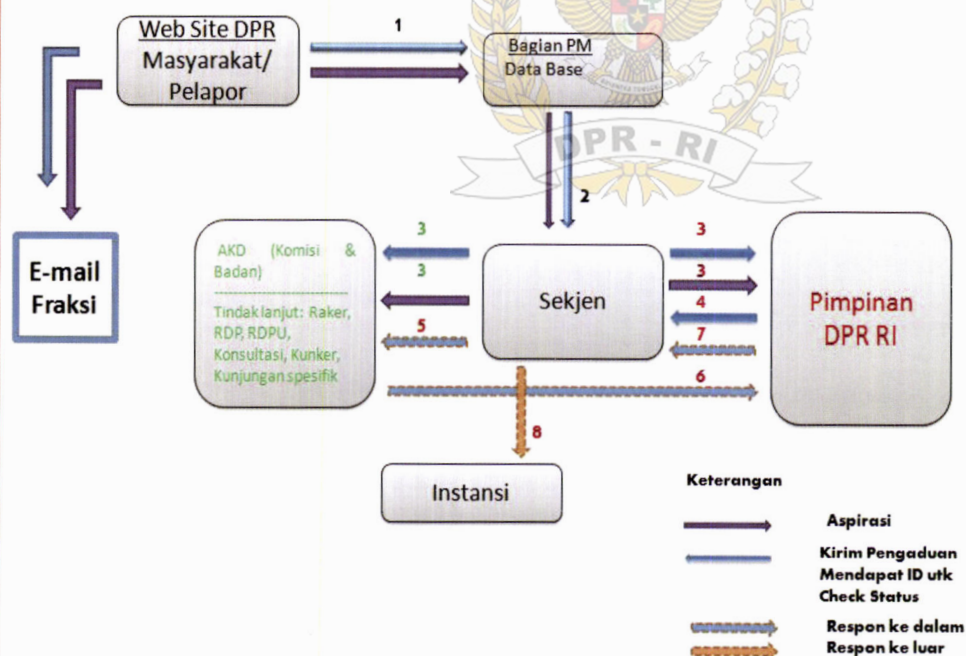 Web Site DPR
Masyarakat/
Pelapor
1
Bagian PM
Data Base
DPR - RI
2
E-mail
Fraksi
AKD (Komisi &
Badan)
Tindak lanjut: Raker,
RDP, RDPU,
Konsultasi, Kunker,
Kunjungan spesifik
3
3
5
Sekjen
3
3
4
7
6
Pimpinan
DPR RI
8
Instansi
Keterangan
Aspirasi
Kirim Pengaduan
Mendapat ID utk
Check Status
Respon ke dalam
Respon ke luar